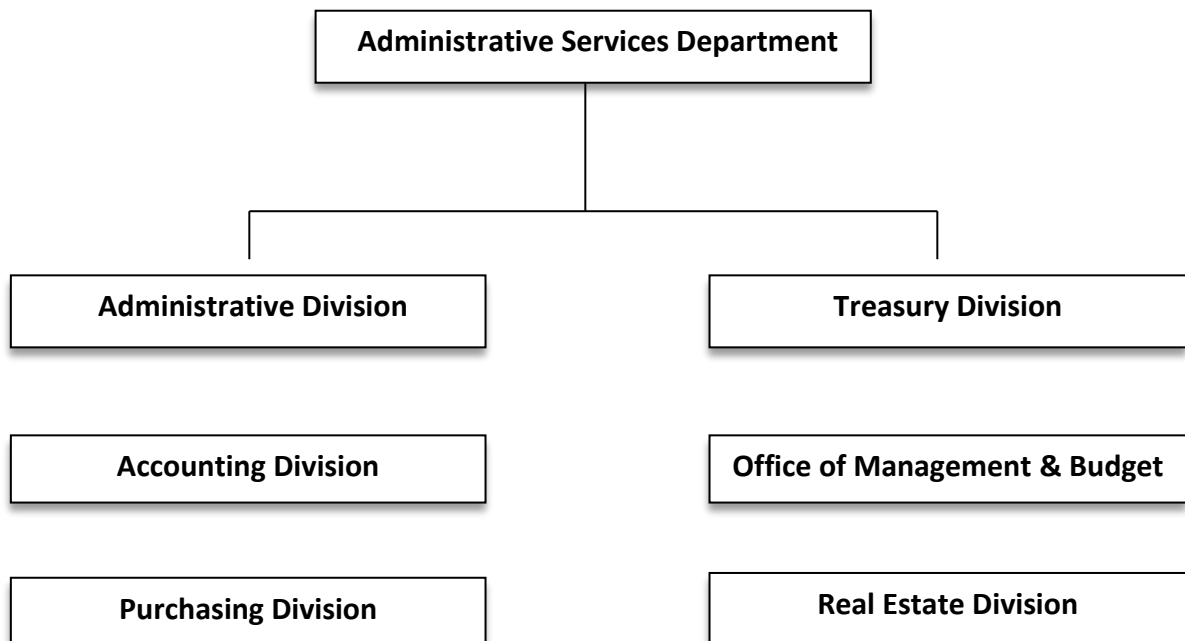 Administrative Services Department
Administrative Division
Treasury Division
Accounting Division
Office of Management & Budget
Purchasing Division
Real Estate Division